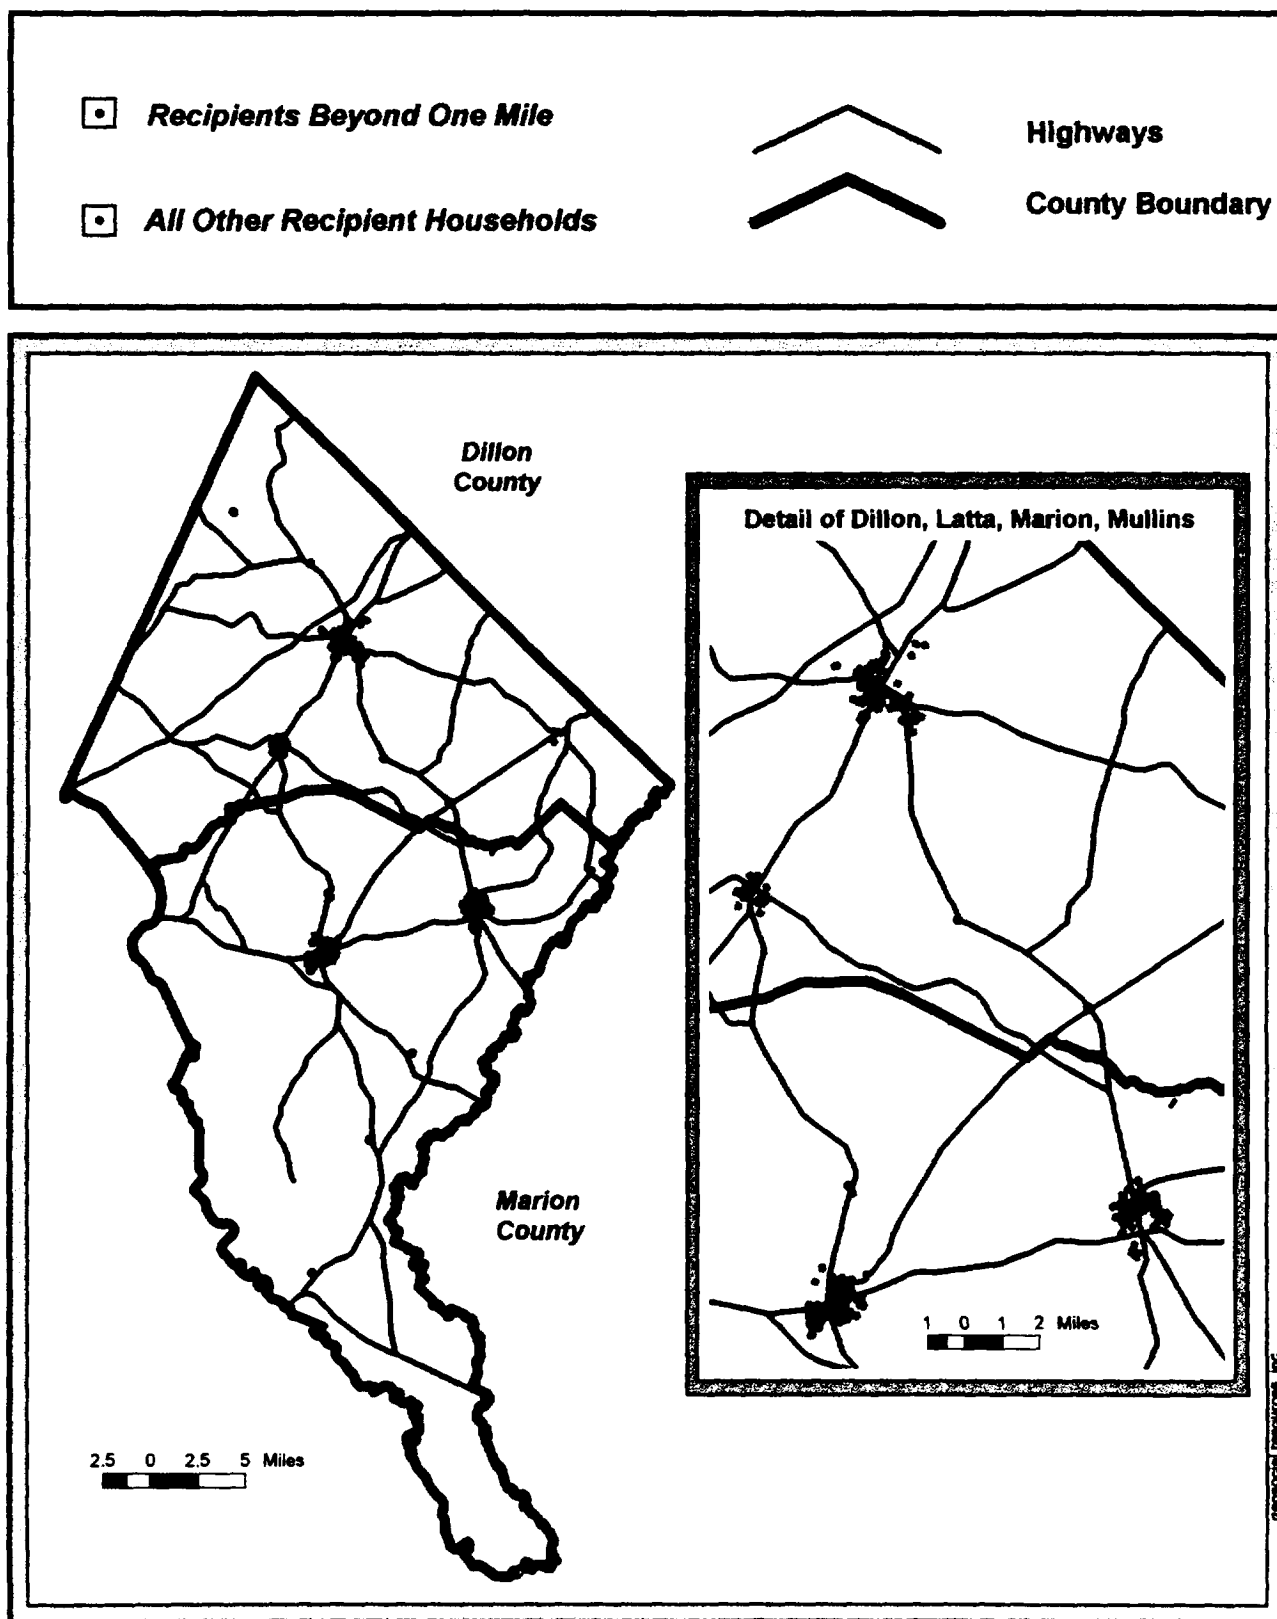 Recipients Beyond One Mile
All Other Recipient Households
Highways
County Boundary
Dillon
County
Detail of Dillon, Latta, Marion, Mullins
Marion
County
1 0 1 2 Miles
2.5 0 2.5 5 Miles